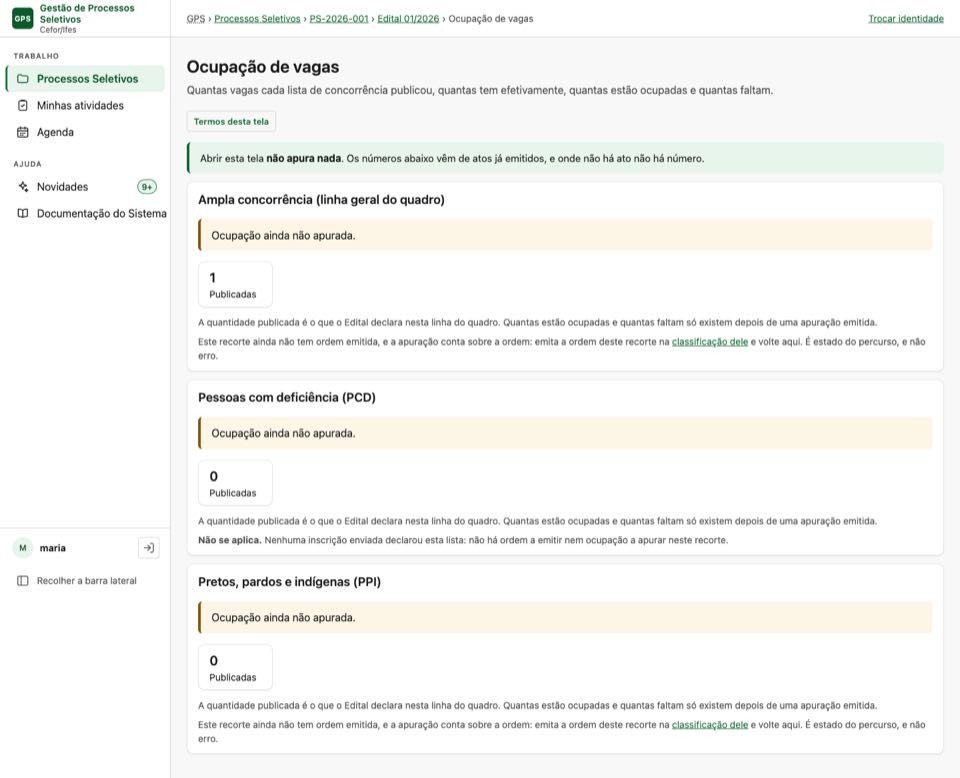 GPS
Gestão de Processos
Seletivos
Cefor/Ifes
GPS › Processos Seletivos › PS-2026-001 › Edital 01/2026 › Ocupação de vagas
Trocar identidade
TRABALHO
Processos Seletivos
Minhas atividades
Agenda
AJUDA
Novidades
9+
Documentação do Sistema
M
maria
Recolher a barra lateral
Ocupação de vagas
Quantas vagas cada lista de concorrência publicou, quantas tem efetivamente, quantas estão ocupadas e quantas faltam.
Termos desta tela
Abrir esta tela não apura nada. Os números abaixo vêm de atos já emitidos, e onde não há ato não há número.
Ampla concorrência (linha geral do quadro)
Ocupação ainda não apurada.
1
Publicadas
A quantidade publicada é o que o Edital declara nesta linha do quadro. Quantas estão ocupadas e quantas faltam só existem depois de uma apuração emitida.
Este recorte ainda não tem ordem emitida, e a apuração conta sobre a ordem: emita a ordem deste recorte na classificação dele e volte aqui. É estado do percurso, e não
erro.
Pessoas com deficiência (PCD)
Ocupação ainda não apurada.
0
Publicadas
A quantidade publicada é o que o Edital declara nesta linha do quadro. Quantas estão ocupadas e quantas faltam só existem depois de uma apuração emitida.
Não se aplica. Nenhuma inscrição enviada declarou esta lista: não há ordem a emitir nem ocupação a apurar neste recorte.
Pretos, pardos e indígenas (PPI)
Ocupação ainda não apurada.
0
Publicadas
A quantidade publicada é o que o Edital declara nesta linha do quadro. Quantas estão ocupadas e quantas faltam só existem depois de uma apuração emitida.
Este recorte ainda não tem ordem emitida, e a apuração conta sobre a ordem: emita a ordem deste recorte na classificação dele e volte aqui. É estado do percurso, e não
erro.